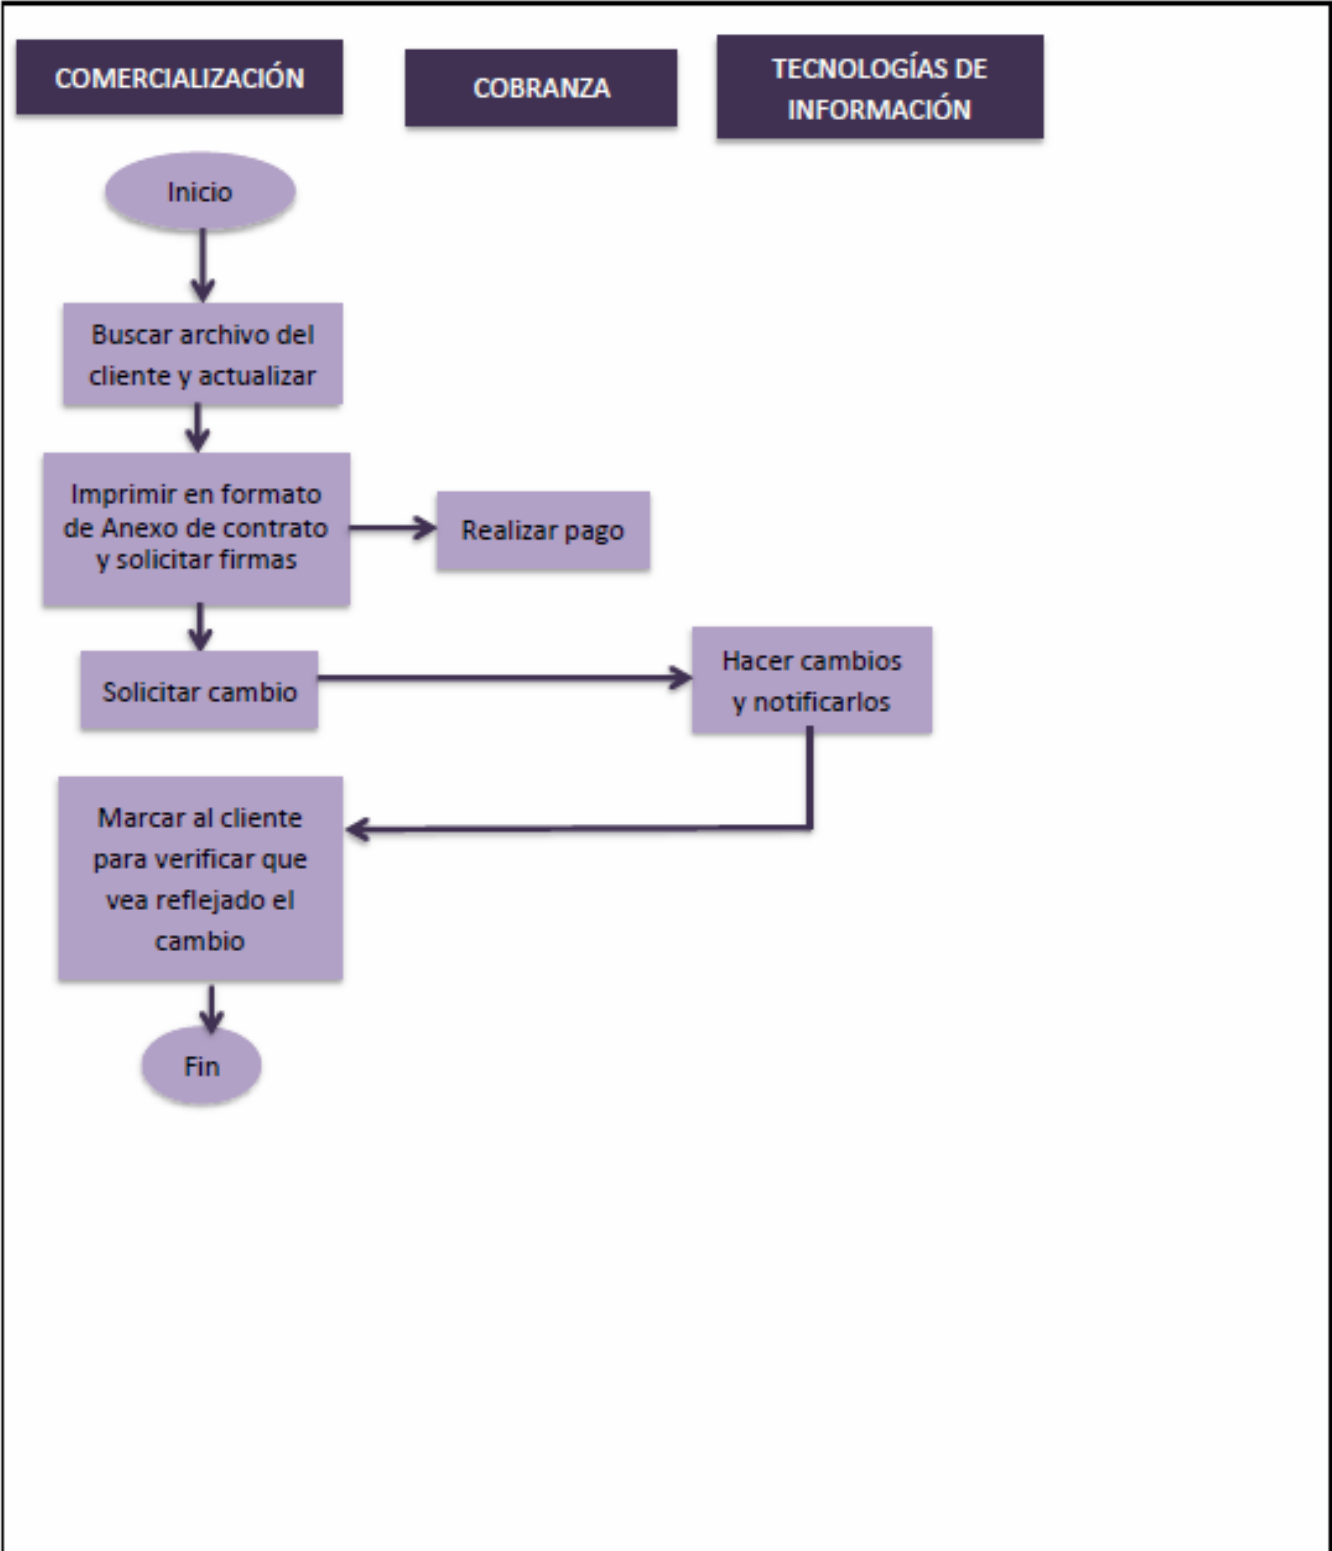 COMERCIALIZACIÓN
COBRANZA
TECNOLOGÍAS DE
INFORMACIÓN
Inicio
Buscar archivo del
cliente y actualizar
Imprimir en formato
de Anexo de contrato
y solicitar firmas
Realizar pago
Solicitar cambio
Hacer cambios
y notificarlos
Marcar al cliente
para verificar que
vea reflejado el
cambio
Fin